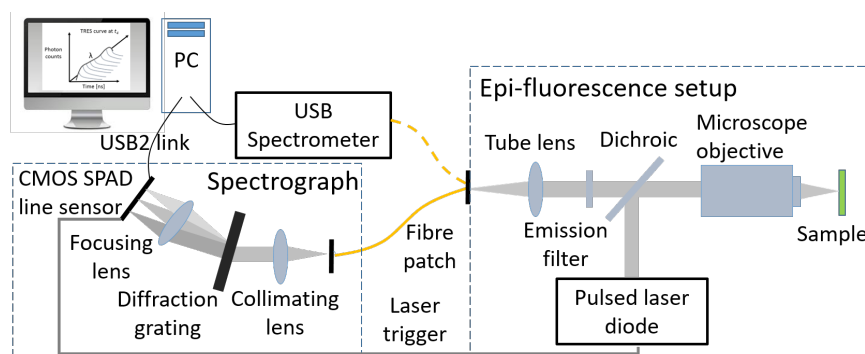 TRES curve at tₓ
Photon
counts
λ
Time [ns]
PC
USB2 link
USB
Spectrometer
Epi-fluorescence setup
Tube lens
Dichroic
Microscope
objective
Emission
filter
Sample
Pulsed laser
diode
CMOS SPAD
line sensor
Spectrograph
Focusing
lens
Diffraction
grating
Collimating
lens
Fibre
patch
Laser
trigger